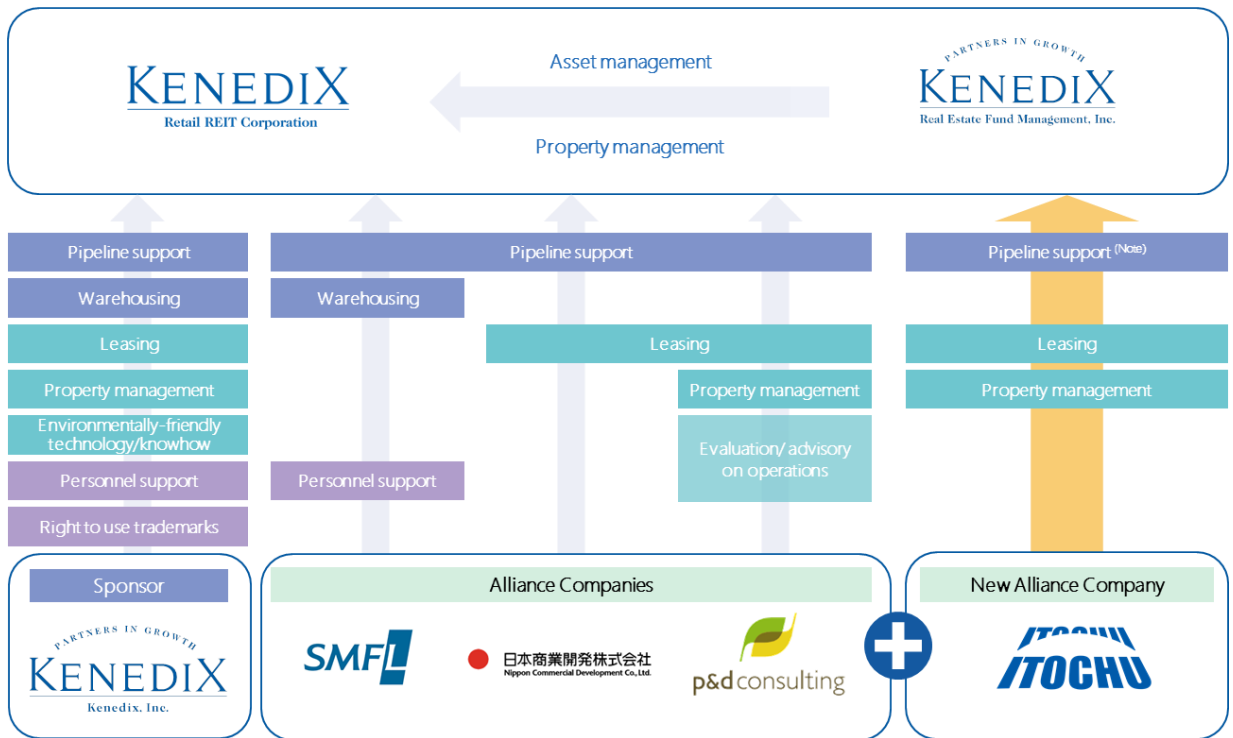 KENEDIX
Retail REIT Corporation
Asset management
Property management
PARTNERS IN GROWTH
KENEDIX
Real Estate Fund Management, Inc.
Pipeline support
Warehousing
Leasing
Property management
Environmentally-friendly
technology/knowhow
Personnel support
Right to use trademarks
Pipeline support
Warehousing
Leasing
Property management
Evaluation/ advisory
on operations
Personnel support
Pipeline support (Note)
Leasing
Property management
Sponsor
PARTNERS IN GROWTH
KENEDIX
Kenedix, Inc.
Alliance Companies
SMFL
日本商業開発株式会社
Nippon Commercial Development Co., Ltd.
p&d consulting
New Alliance Company
ITOCHU
ITOCHU